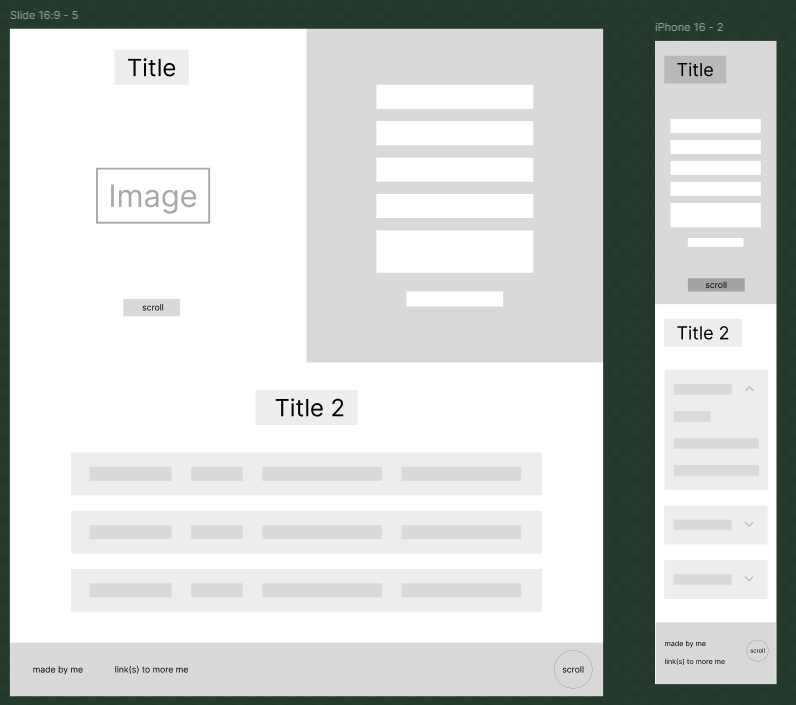 Slide 16:9 - 5
Title
Image
scroll
Title 2
made by me
link(s) to more me
scroll
iPhone 16 - 2
Title
scroll
Title 2
made by me
link(s) to more me
scroll